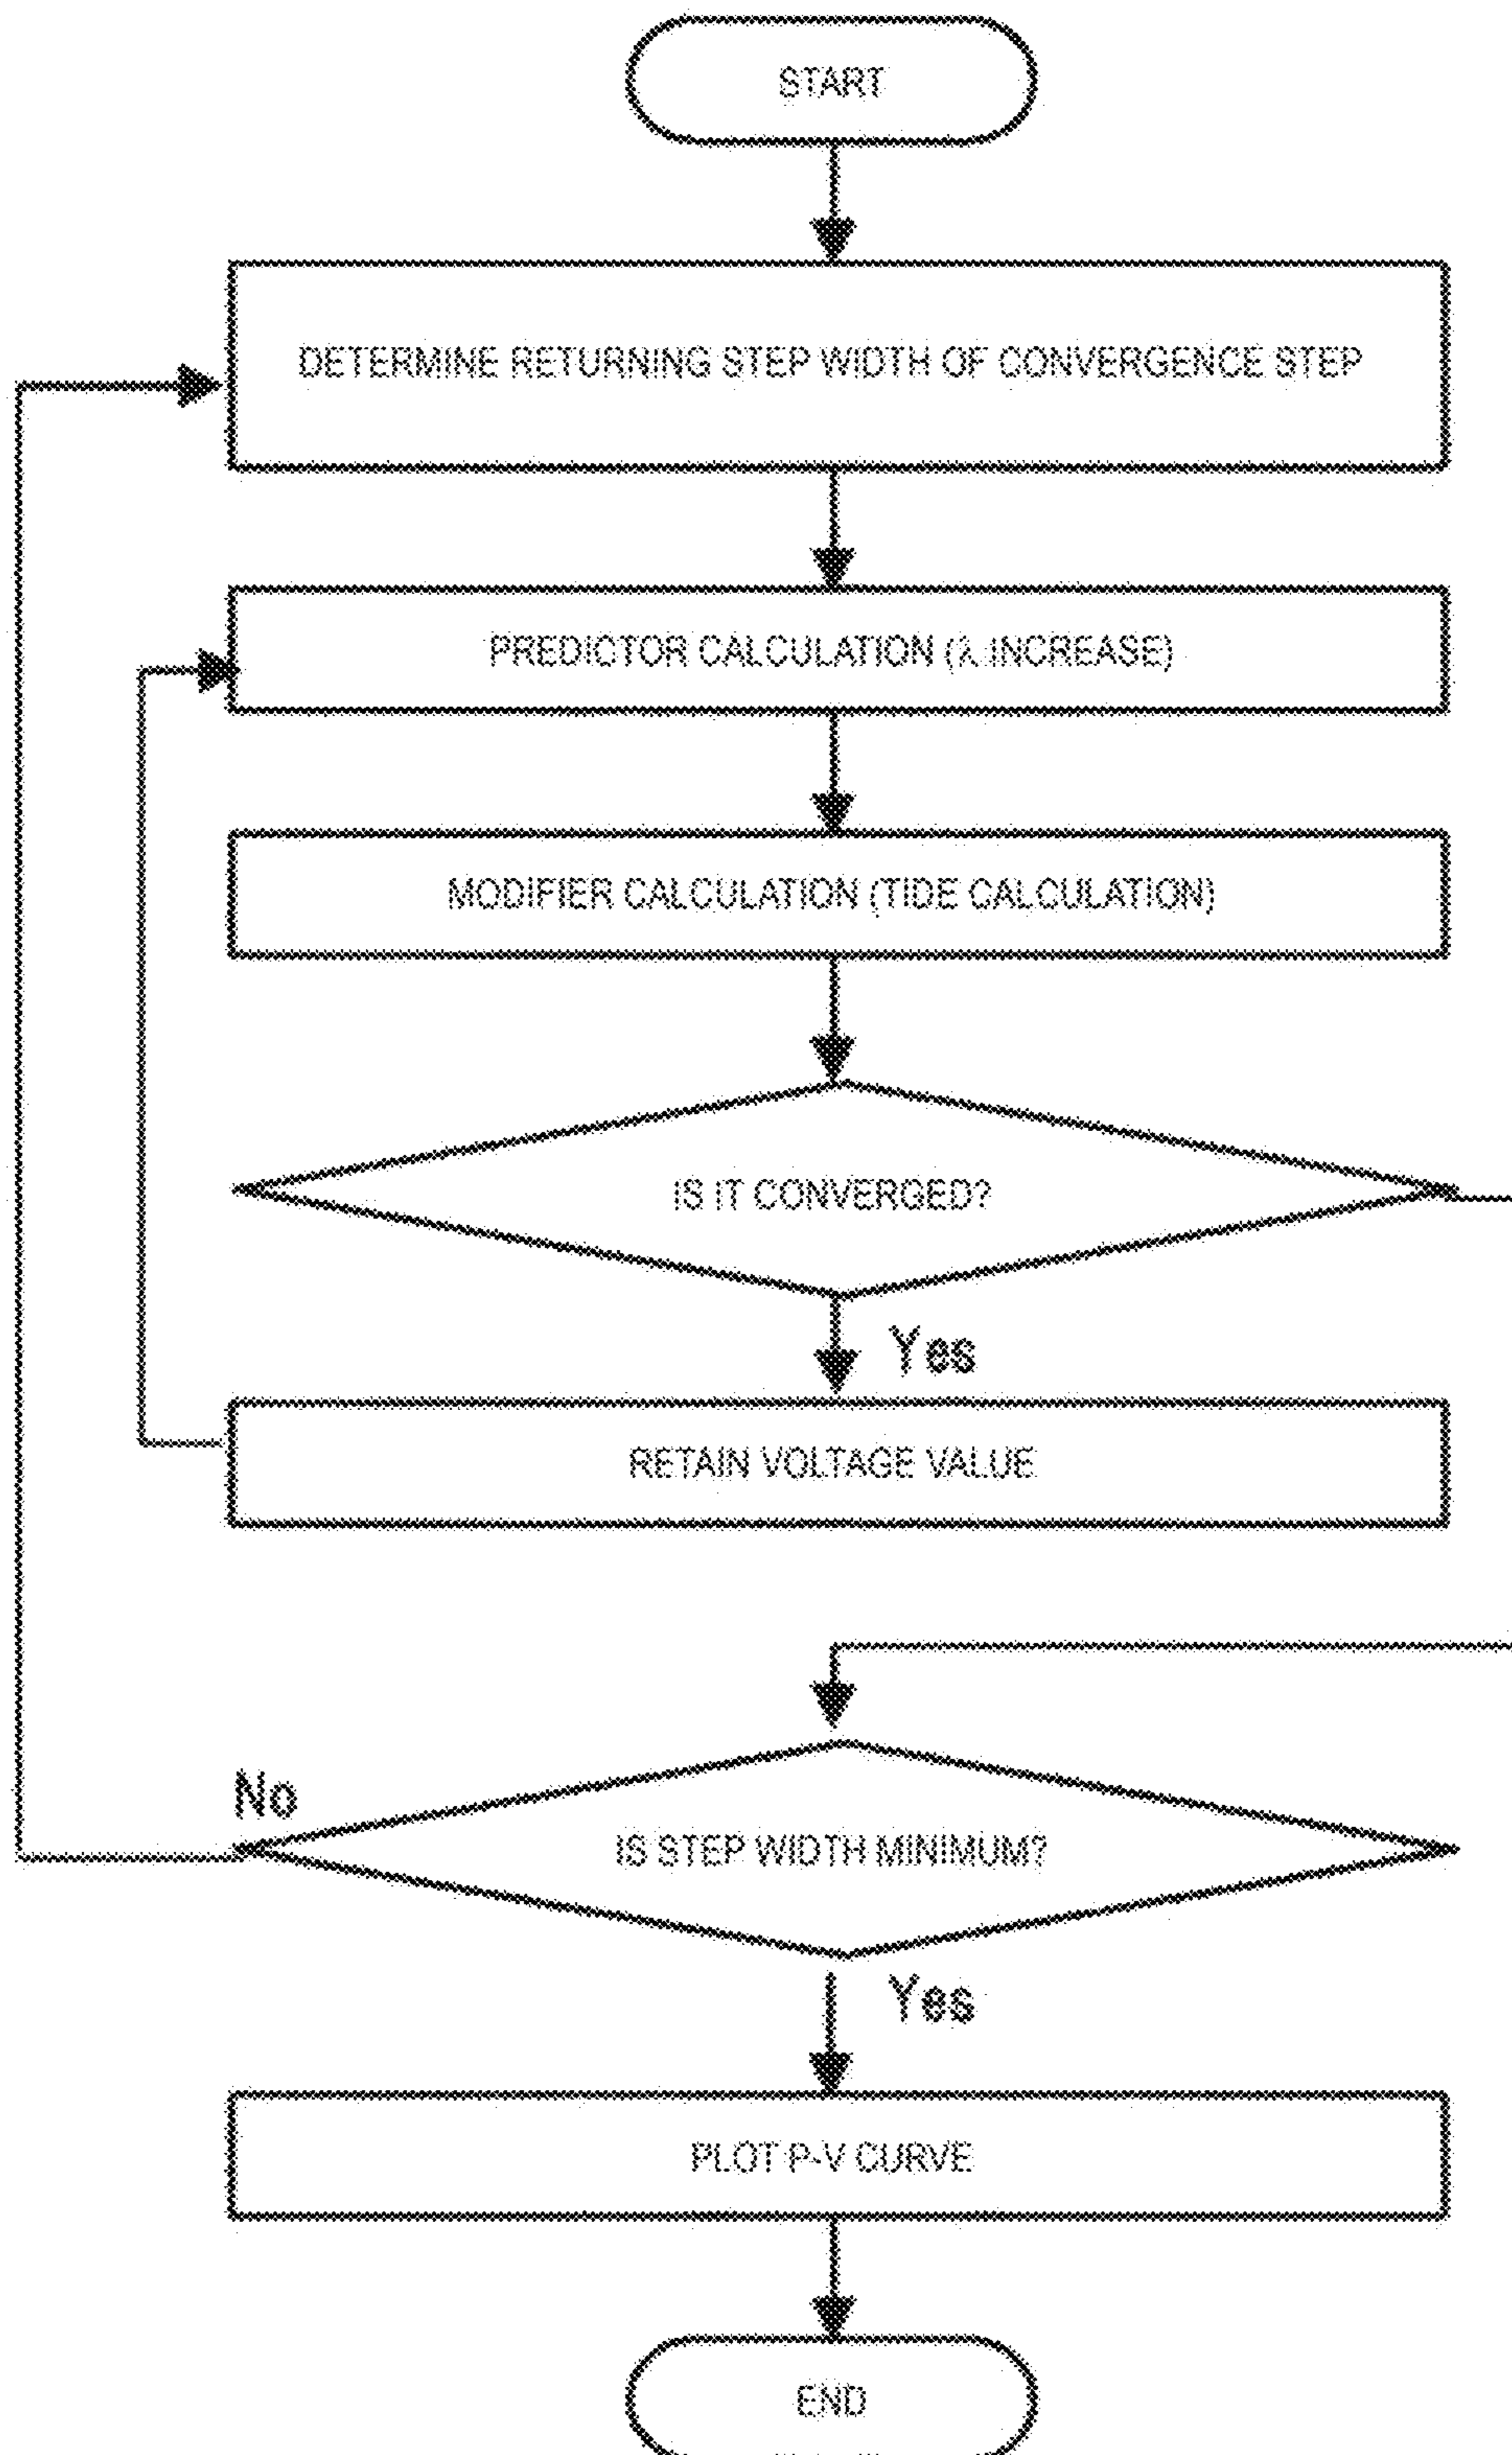 START
DETERMINE RETURNING STEP WIDTH OF CONVERGENCE STEP
PREDICTOR CALCULATION (λ INCREASE)
MODIFIER CALCULATION (TIDE CALCULATION)
IS IT CONVERGED?
Yes
RETAIN VOLTAGE VALUE
No
IS STEP WIDTH MINIMUM?
Yes
PLOT P-V CURVE
END